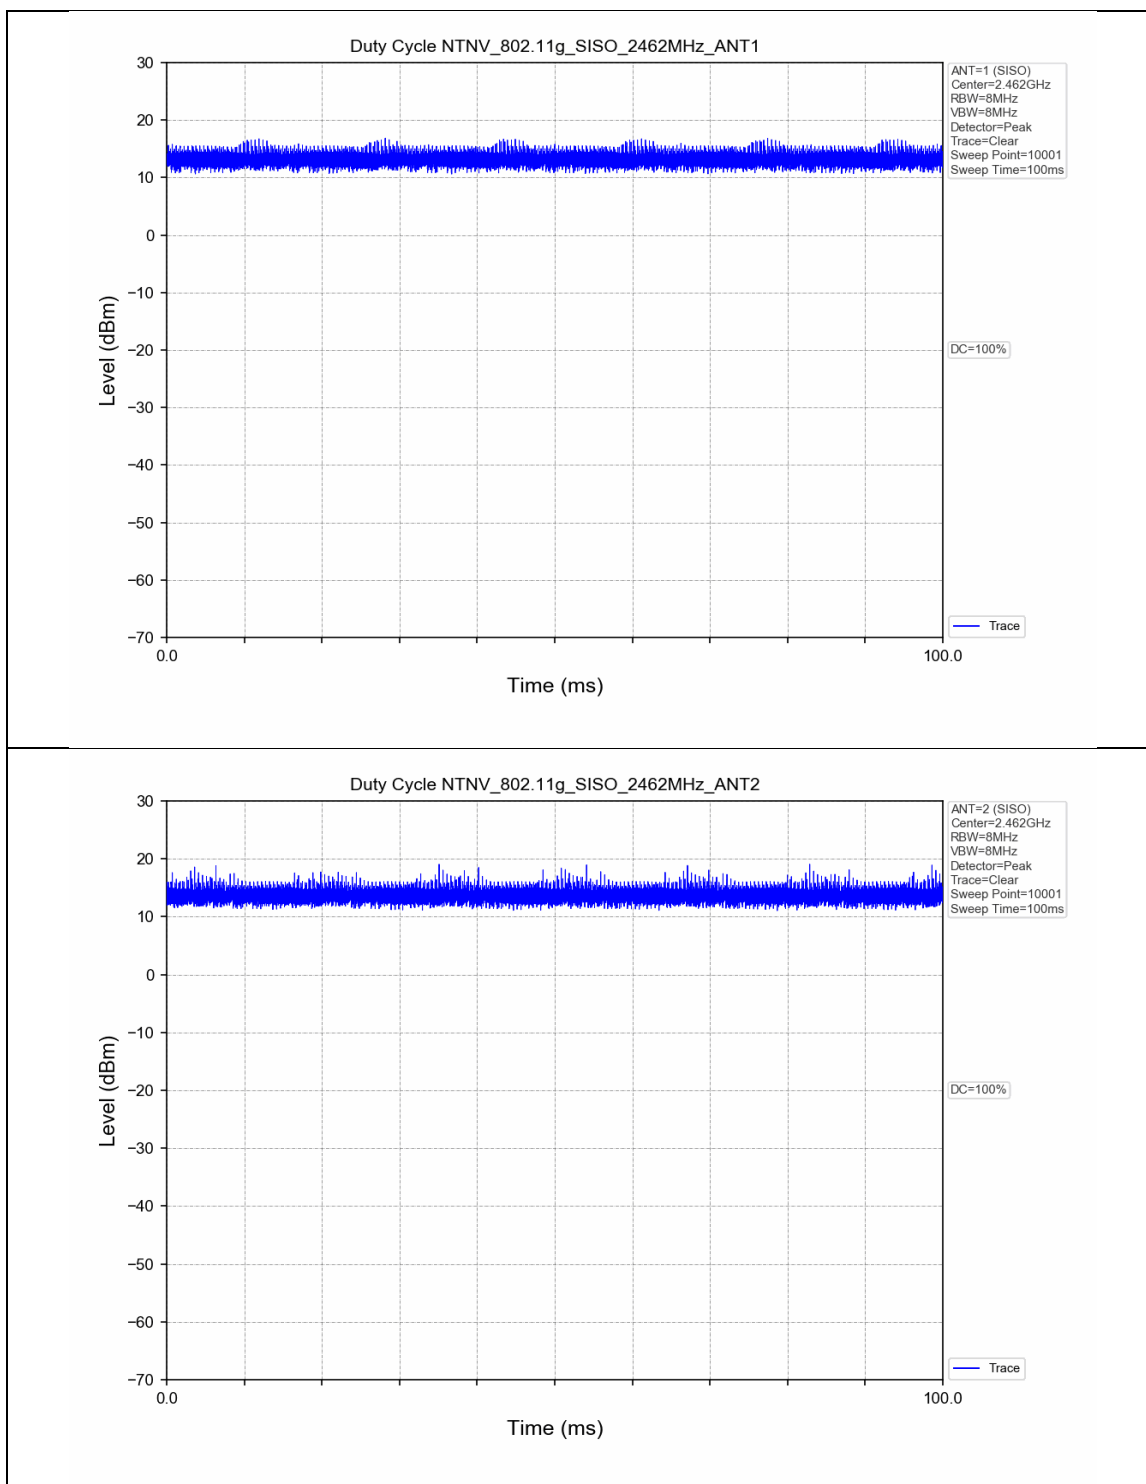 Duty Cycle NTNV_802.11g_SISO_2462MHz_ANT1
30
20
10
0
−10
−20
−30
−40
−50
−60
−70
Level (dBm)
0.0
100.0
Time (ms)
ANT=1 (SISO)
Center=2.462GHz
RBW=8MHz
VBW=8MHz
Detector=Peak
Trace=Clear
Sweep Point=10001
Sweep Time=100ms
DC=100%
Trace
Duty Cycle NTNV_802.11g_SISO_2462MHz_ANT2
30
20
10
0
−10
−20
−30
−40
−50
−60
−70
Level (dBm)
0.0
100.0
Time (ms)
ANT=2 (SISO)
Center=2.462GHz
RBW=8MHz
VBW=8MHz
Detector=Peak
Trace=Clear
Sweep Point=10001
Sweep Time=100ms
DC=100%
Trace